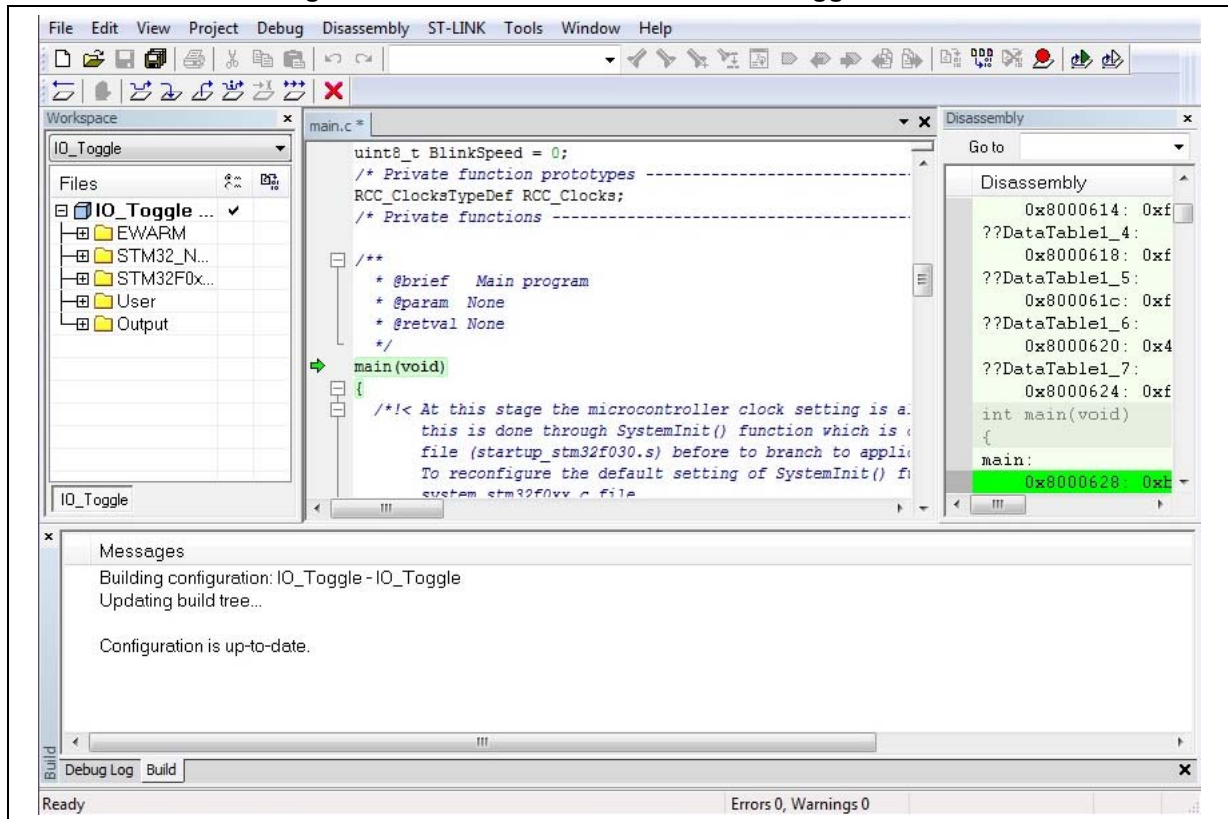 File Edit View Project Debug Disassembly ST-LINK Tools Window Help
Workspace
IO_Toggle
Files
IO_Toggle ...
EWARM
STM32_N...
STM32F0x...
User
Output
IO_Toggle
main.c *
uint8_t BlinkSpeed = 0;
/* Private function prototypes -----------------------------
RCC_ClocksTypeDef RCC_Clocks;
/* Private functions ---------------------------------------
/**
* @brief Main program
* @param None
* @retval None
*/
main(void)
{
/*!< At this stage the microcontroller clock setting is a
this is done through SystemInit() function which is
file (startup_stm32f030.s) before to branch to appli
To reconfigure the default setting of SystemInit() f
system_stm32f0xx.c file
Disassembly
Go to
Disassembly
0x8000614: 0xf
??DataTable1_4:
0x8000618: 0xf
??DataTable1_5:
0x800061c: 0xf
??DataTable1_6:
0x8000620: 0x4
??DataTable1_7:
0x8000624: 0xf
int main(void)
{
main:
0x8000628: 0xb
Messages
Building configuration: IO_Toggle - IO_Toggle
Updating build tree...
Configuration is up-to-date.
Build
Debug Log Build
Ready
Errors 0, Warnings 0